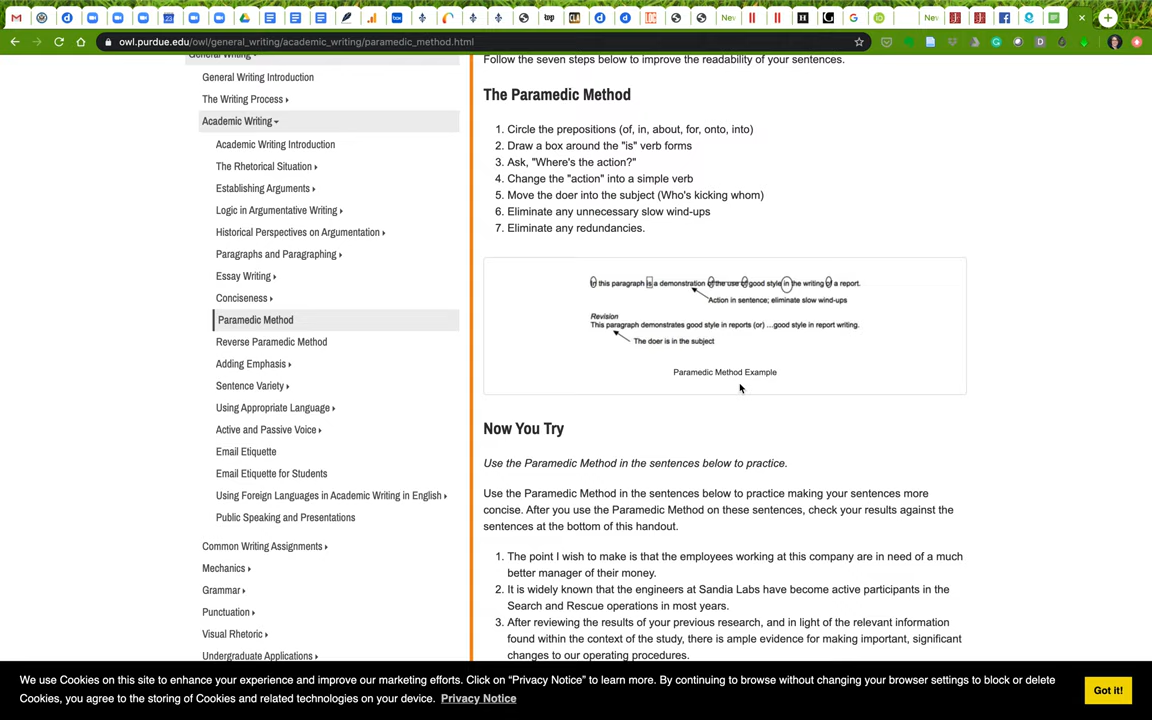 owl.purdue.edu/owl/general_writing/academic_writing/paramedic_method.html
General Writing
General Writing Introduction
The Writing Process
Academic Writing
Academic Writing Introduction
The Rhetorical Situation
Establishing Arguments
Logic in Argumentative Writing
Historical Perspectives on Argumentation
Paragraphs and Paragraphing
Essay Writing
Conciseness
Paramedic Method
Reverse Paramedic Method
Adding Emphasis
Sentence Variety
Using Appropriate Language
Active and Passive Voice
Email Etiquette
Email Etiquette for Students
Using Foreign Languages in Academic Writing in English
Public Speaking and Presentations
Common Writing Assignments
Mechanics
Grammar
Punctuation
Visual Rhetoric
Undergraduate Applications
Follow the seven steps below to improve the readability of your sentences.
The Paramedic Method
1. Circle the prepositions (of, in, about, for, onto, into)
2. Draw a box around the "is" verb forms
3. Ask, "Where's the action?"
4. Change the "action" into a simple verb
5. Move the doer into the subject (Who's kicking whom)
6. Eliminate any unnecessary slow wind-ups
7. Eliminate any redundancies.
In this paragraph is a demonstration of the use of good style in the writing of a report.
Action in sentence; eliminate slow wind-ups
Revision
This paragraph demonstrates good style in reports (or) ...good style in report writing.
The doer is in the subject
Paramedic Method Example
Now You Try
Use the Paramedic Method in the sentences below to practice.
Use the Paramedic Method in the sentences below to practice making your sentences more
concise. After you use the Paramedic Method on these sentences, check your results against the
sentences at the bottom of this handout.
1. The point I wish to make is that the employees working at this company are in need of a much
better manager of their money.
2. It is widely known that the engineers at Sandia Labs have become active participants in the
Search and Rescue operations in most years.
3. After reviewing the results of your previous research, and in light of the relevant information
found within the context of the study, there is ample evidence for making important, significant
changes to our operating procedures.
We use Cookies on this site to enhance your experience and improve our marketing efforts. Click on “Privacy Notice” to learn more. By continuing to browse without changing your browser settings to block or delete
Cookies, you agree to the storing of Cookies and related technologies on your device. Privacy Notice
Got it!